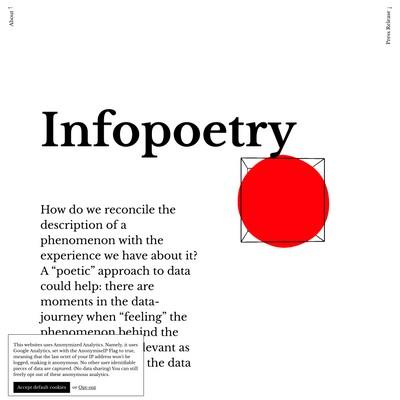 About ↑
Press Release ↓
Infopoetry
How do we reconcile the
description of a
phenomenon with the
experience we have about it?
A “poetic” approach to data
could help: there are
moments in the data-
journey when “feeling” the
phenomenon behind the
levant as
the data
This websites uses Anonymized Analytics. Namely, it uses
Google Analytics, set with the AnonymizeIP Flag to true,
meaning that the last octet of your IP address won't be
logged, making it anonymous. No other user identifiable
pieces of data are captured. (No data sharing) You can still
freely opt out of these anonymous analytics.
Accept default cookies or Opt-out